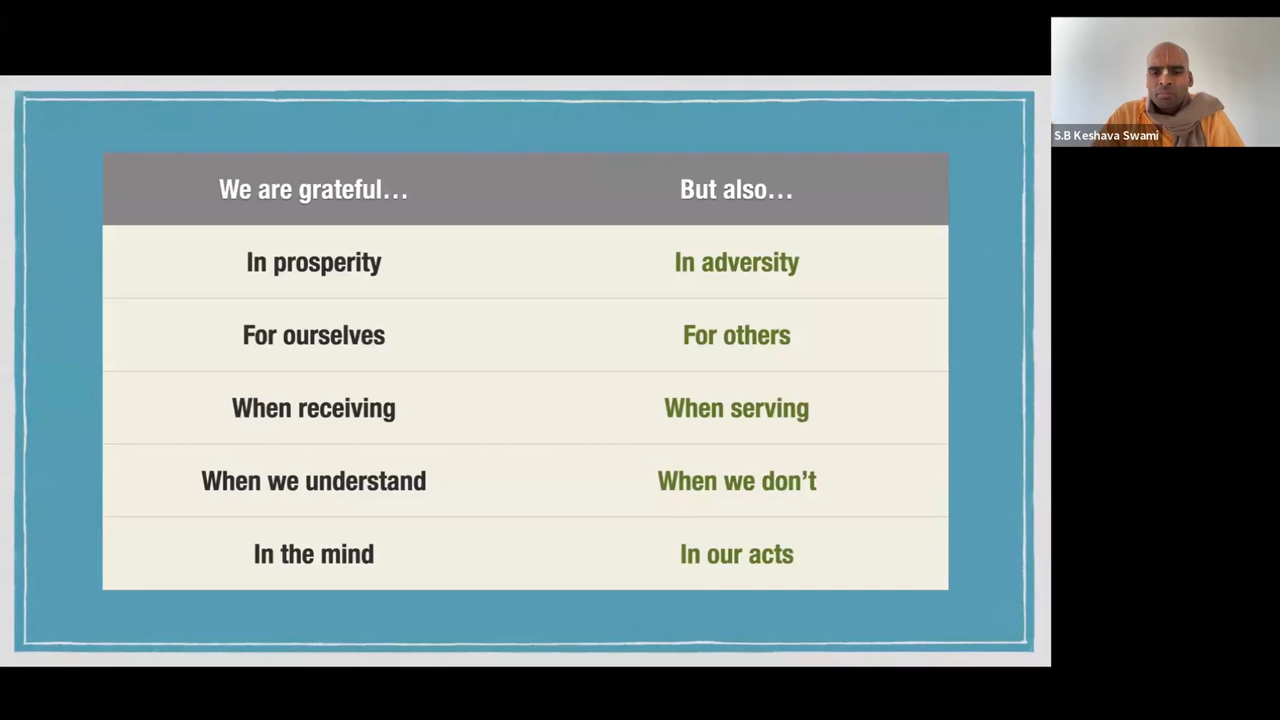 We are grateful…
But also…
In prosperity
In adversity
For ourselves
For others
When receiving
When serving
When we understand
When we don’t
In the mind
In our acts
S.B Keshava Swami